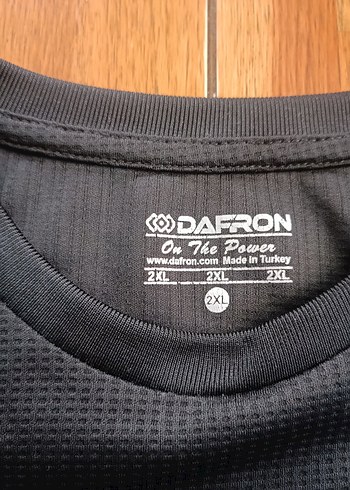 DAFRON
On The Power
www.dafron.com Made in Turkey
2XL 2XL 2XL
2XL